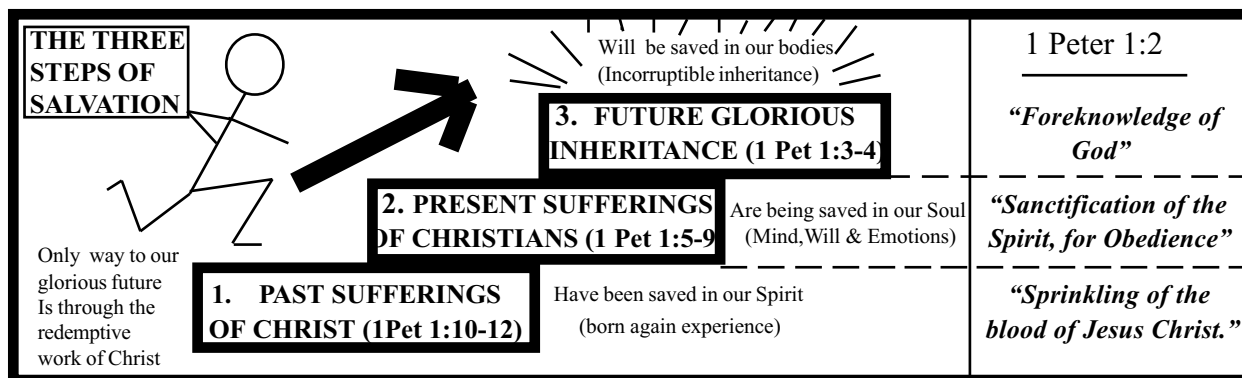 THE THREE
STEPS OF
SALVATION
Will be saved in our bodies
(Incorruptible inheritance)
3. FUTURE GLORIOUS
INHERITANCE (1 Pet 1:3-4)
2. PRESENT SUFFERINGS
OF CHRISTIANS (1 Pet 1:5-9
Are being saved in our Soul
(Mind,Will & Emotions)
1. PAST SUFFERINGS
OF CHRIST (1Pet 1:10-12)
Have been saved in our Spirit
(born again experience)
Only way to our
glorious future
Is through the
redemptive
work of Christ
1 Peter 1:2
“Foreknowledge of
God”
“Sanctification of the
Spirit, for Obedience”
“Sprinkling of the
blood of Jesus Christ.”